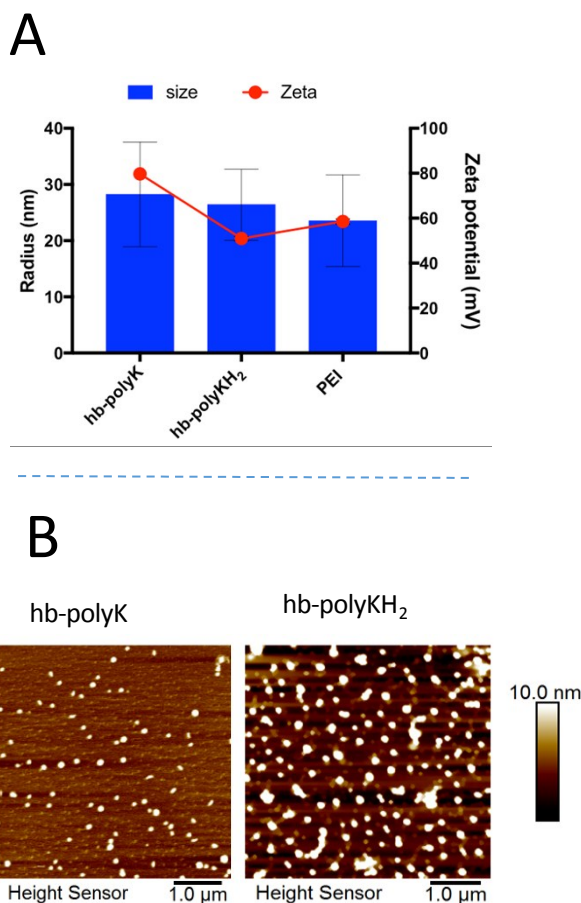 A
size Zeta
40
30
20
10
0
Radius (nm)
100
80
60
40
20
0
Zeta potential (mV)
hb-polyK
hb-polyKH₂
PEI
B
hb-polyK
hb-polyKH₂
10.0 nm
Height Sensor 1.0 µm
Height Sensor 1.0 µm